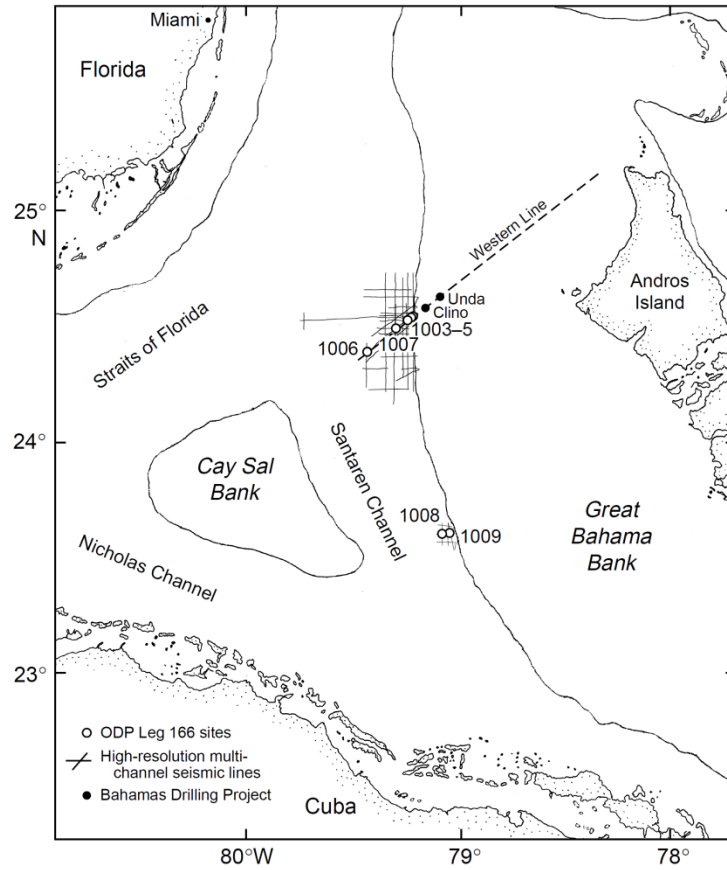 Miami
Florida
25°
N
Western Line
Unda
Clino
Andros
Island
1003–5
1007
1006
Straits of Florida
24°
Cay Sal
Bank
Santaren Channel
1008
1009
Great
Bahama
Bank
Nicholas Channel
23°
ODP Leg 166 sites
High-resolution multi-
channel seismic lines
Bahamas Drilling Project
Cuba
80°W
79°
78°